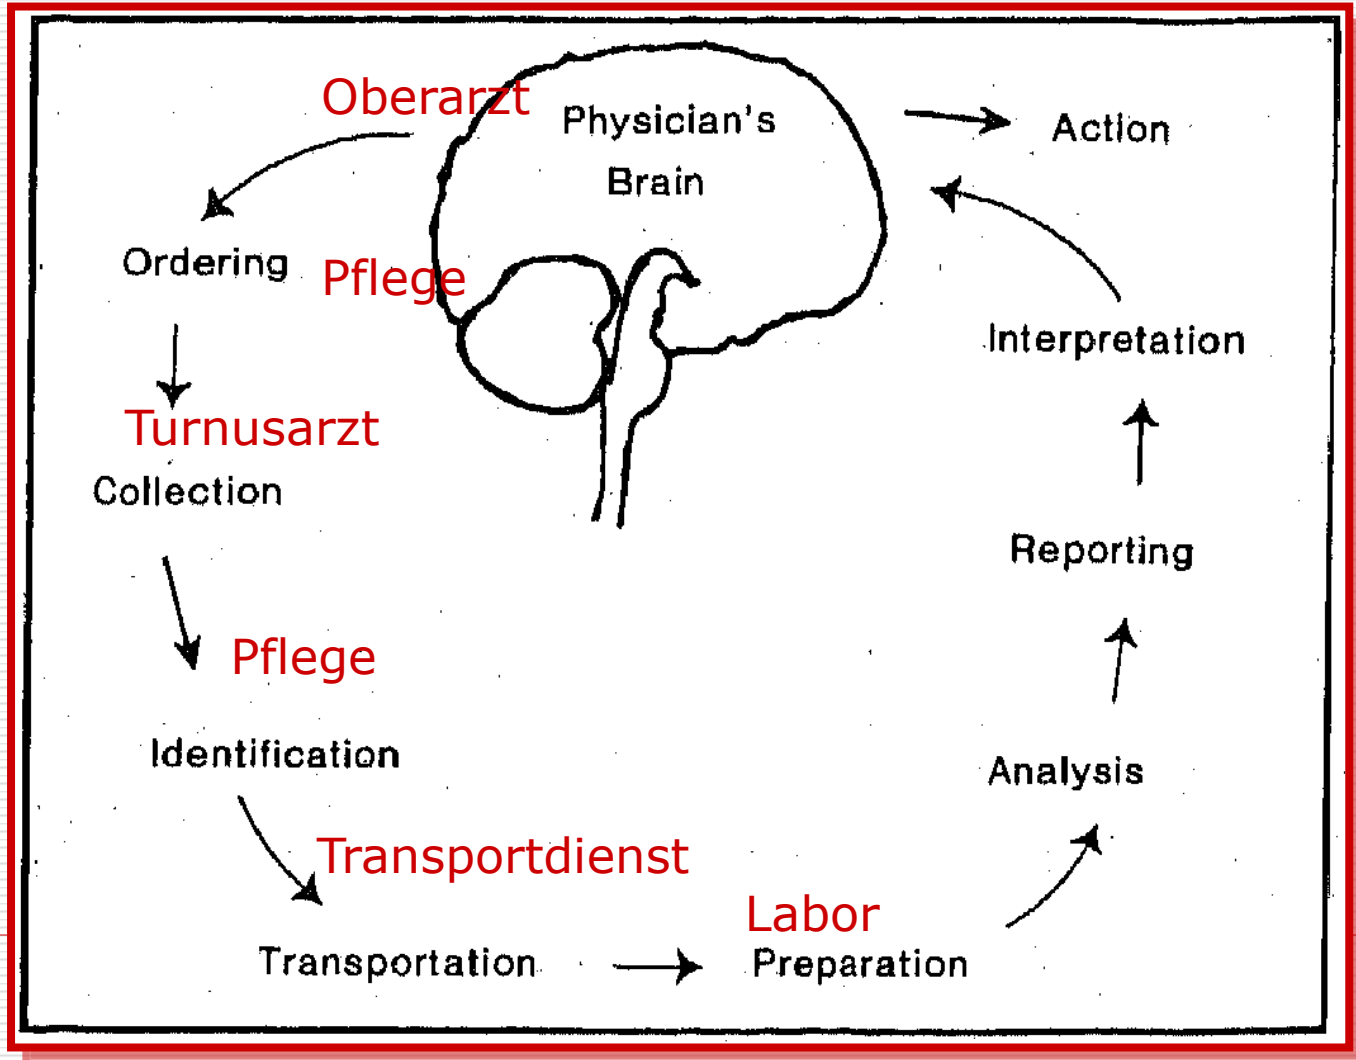 Oberarzt
Physician's
Brain
Action
Ordering
Pflege
Interpretation
Turnusarzt
Collection
Reporting
Pflege
Identification
Analysis
Transportdienst
Labor
Transportation
Preparation